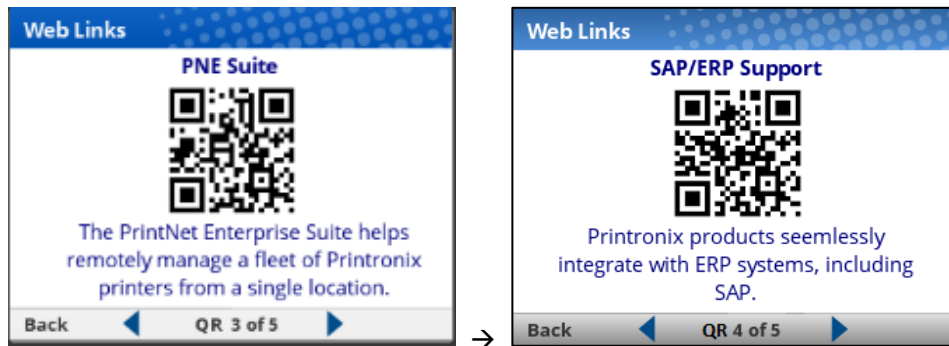 Web Links
PNE Suite
The PrintNet Enterprise Suite helps
remotely manage a fleet of Printronix
printers from a single location.
Back QR 3 of 5
→
Web Links
SAP/ERP Support
Printronix products seemlessly
integrate with ERP systems, including
SAP.
Back QR 4 of 5